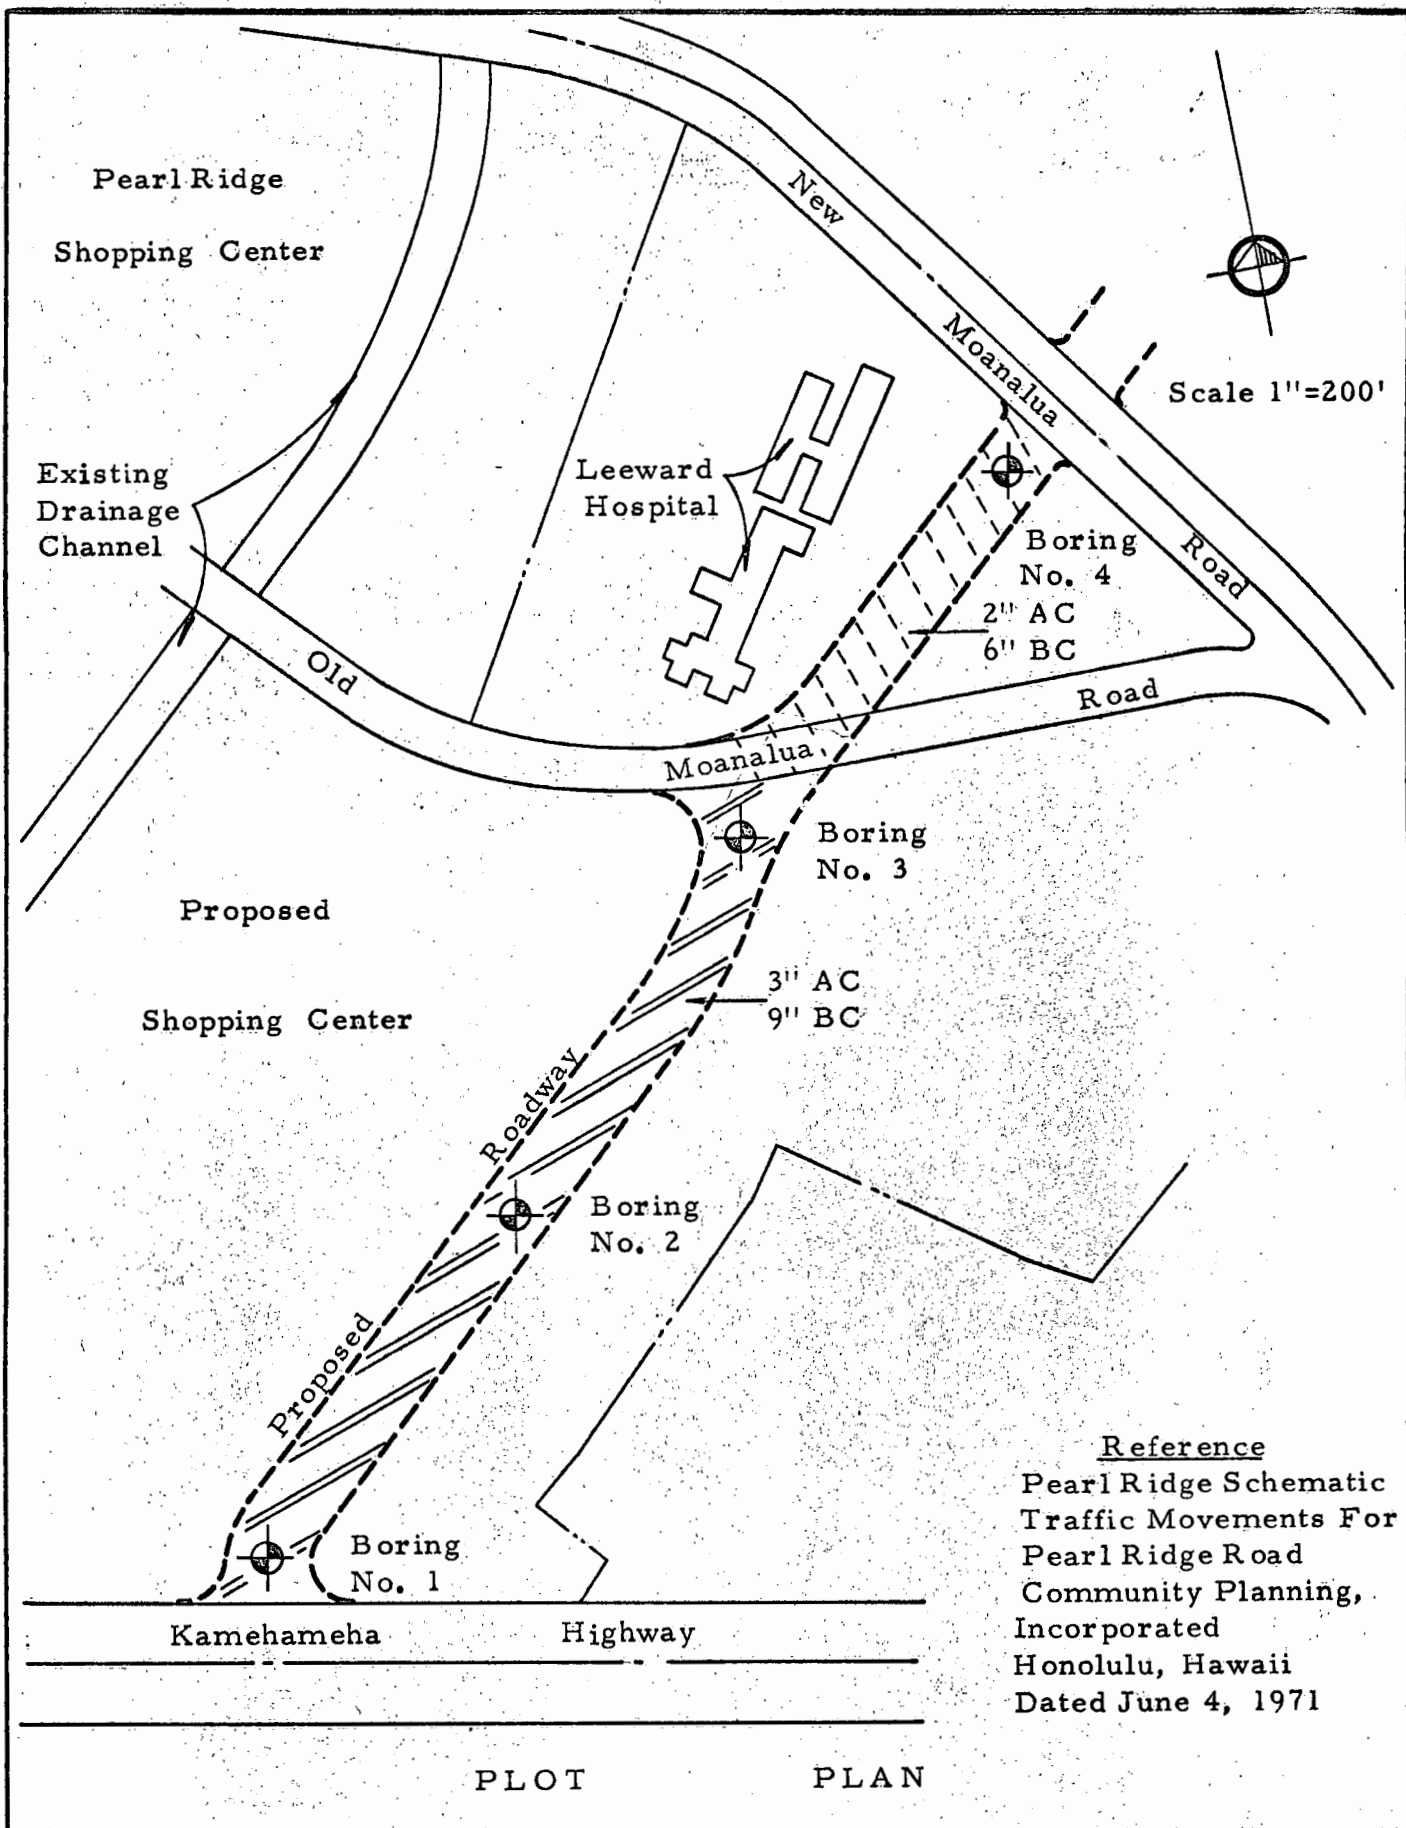 Pearl Ridge
Shopping Center
New
Moanalua
Road
Scale 1"=200'
Existing
Drainage
Channel
Leeward
Hospital
Boring
No. 4
2" AC
6" BC
Old
Moanalua
Road
Boring
No. 3
Proposed
Shopping Center
3" AC
9" BC
Roadway
Proposed
Boring
No. 2
Boring
No. 1
Reference
Pearl Ridge Schematic
Traffic Movements For
Pearl Ridge Road
Community Planning,
Incorporated
Honolulu, Hawaii
Dated June 4, 1971
Kamehameha Highway
PLOT PLAN